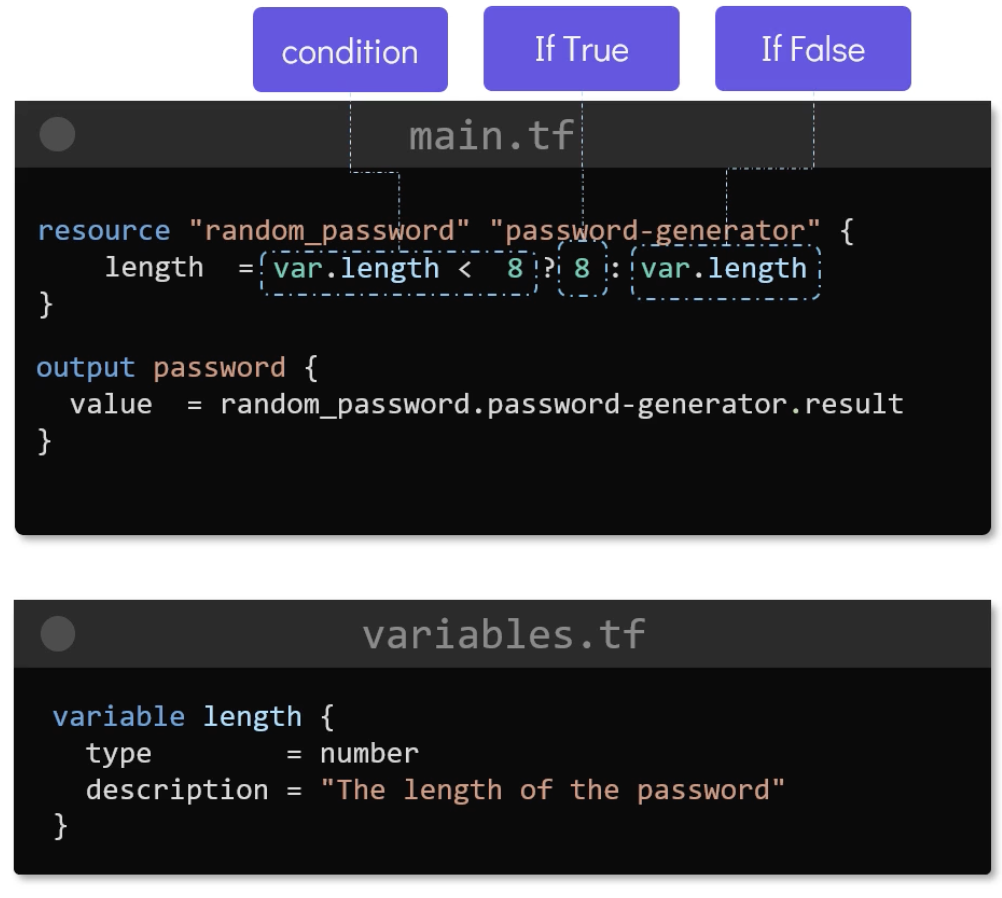 condition If True If False
main.tf
resource "random_password" "password-generator" {
length = var.length < 8 ? 8 : var.length
}
output password {
value = random_password.password-generator.result
}
variables.tf
variable length {
type = number
description = "The length of the password"
}